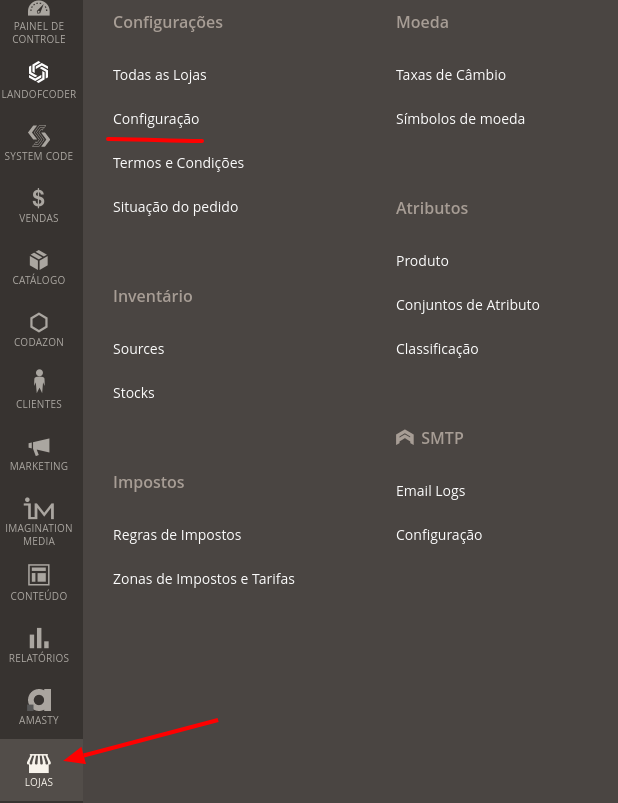 PAINEL DE
CONTROLE
LANDOFCODER
SYSTEM CODE
VENDAS
CATÁLOGO
CODAZON
CLIENTES
MARKETING
IMAGINATION
MEDIA
CONTEÚDO
RELATÓRIOS
AMASTY
LOJAS
Configurações
Todas as Lojas
Configuração
Termos e Condições
Situação do pedido
Inventário
Sources
Stocks
Impostos
Regras de Impostos
Zonas de Impostos e Tarifas
Moeda
Taxas de Câmbio
Símbolos de moeda
Atributos
Produto
Conjuntos de Atributo
Classificação
SMTP
Email Logs
Configuração